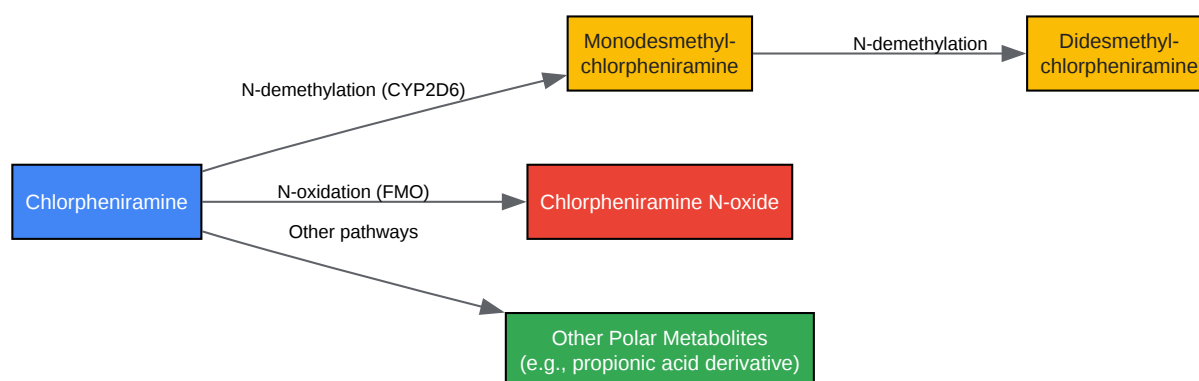 Monodesmethyl-
chlorpheniramine
N-demethylation
Didesmethyl-
chlorpheniramine
N-demethylation (CYP2D6)
Chlorpheniramine
N-oxidation (FMO)
Chlorpheniramine N-oxide
Other pathways
Other Polar Metabolites
(e.g., propionic acid derivative)